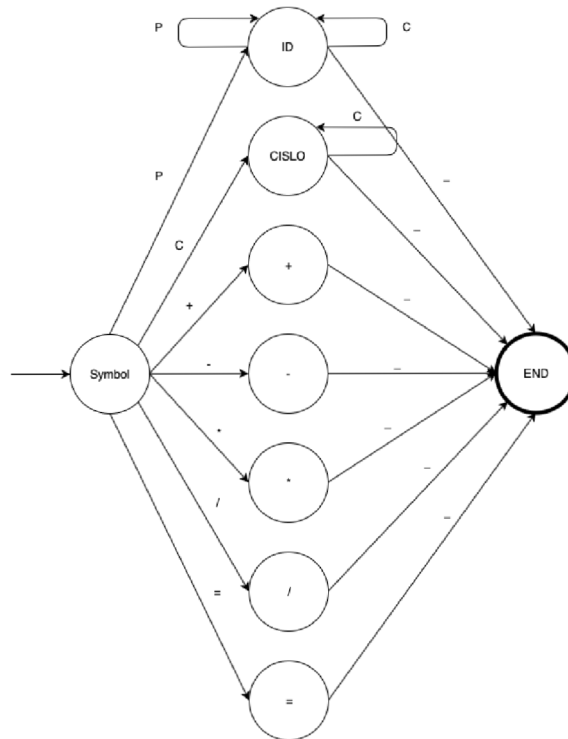 P
ID
C
C
CISLO
P
–
–
C
+
+
–
Symbol
-
-
–
END
*
*
–
/
–
/
–
=
=